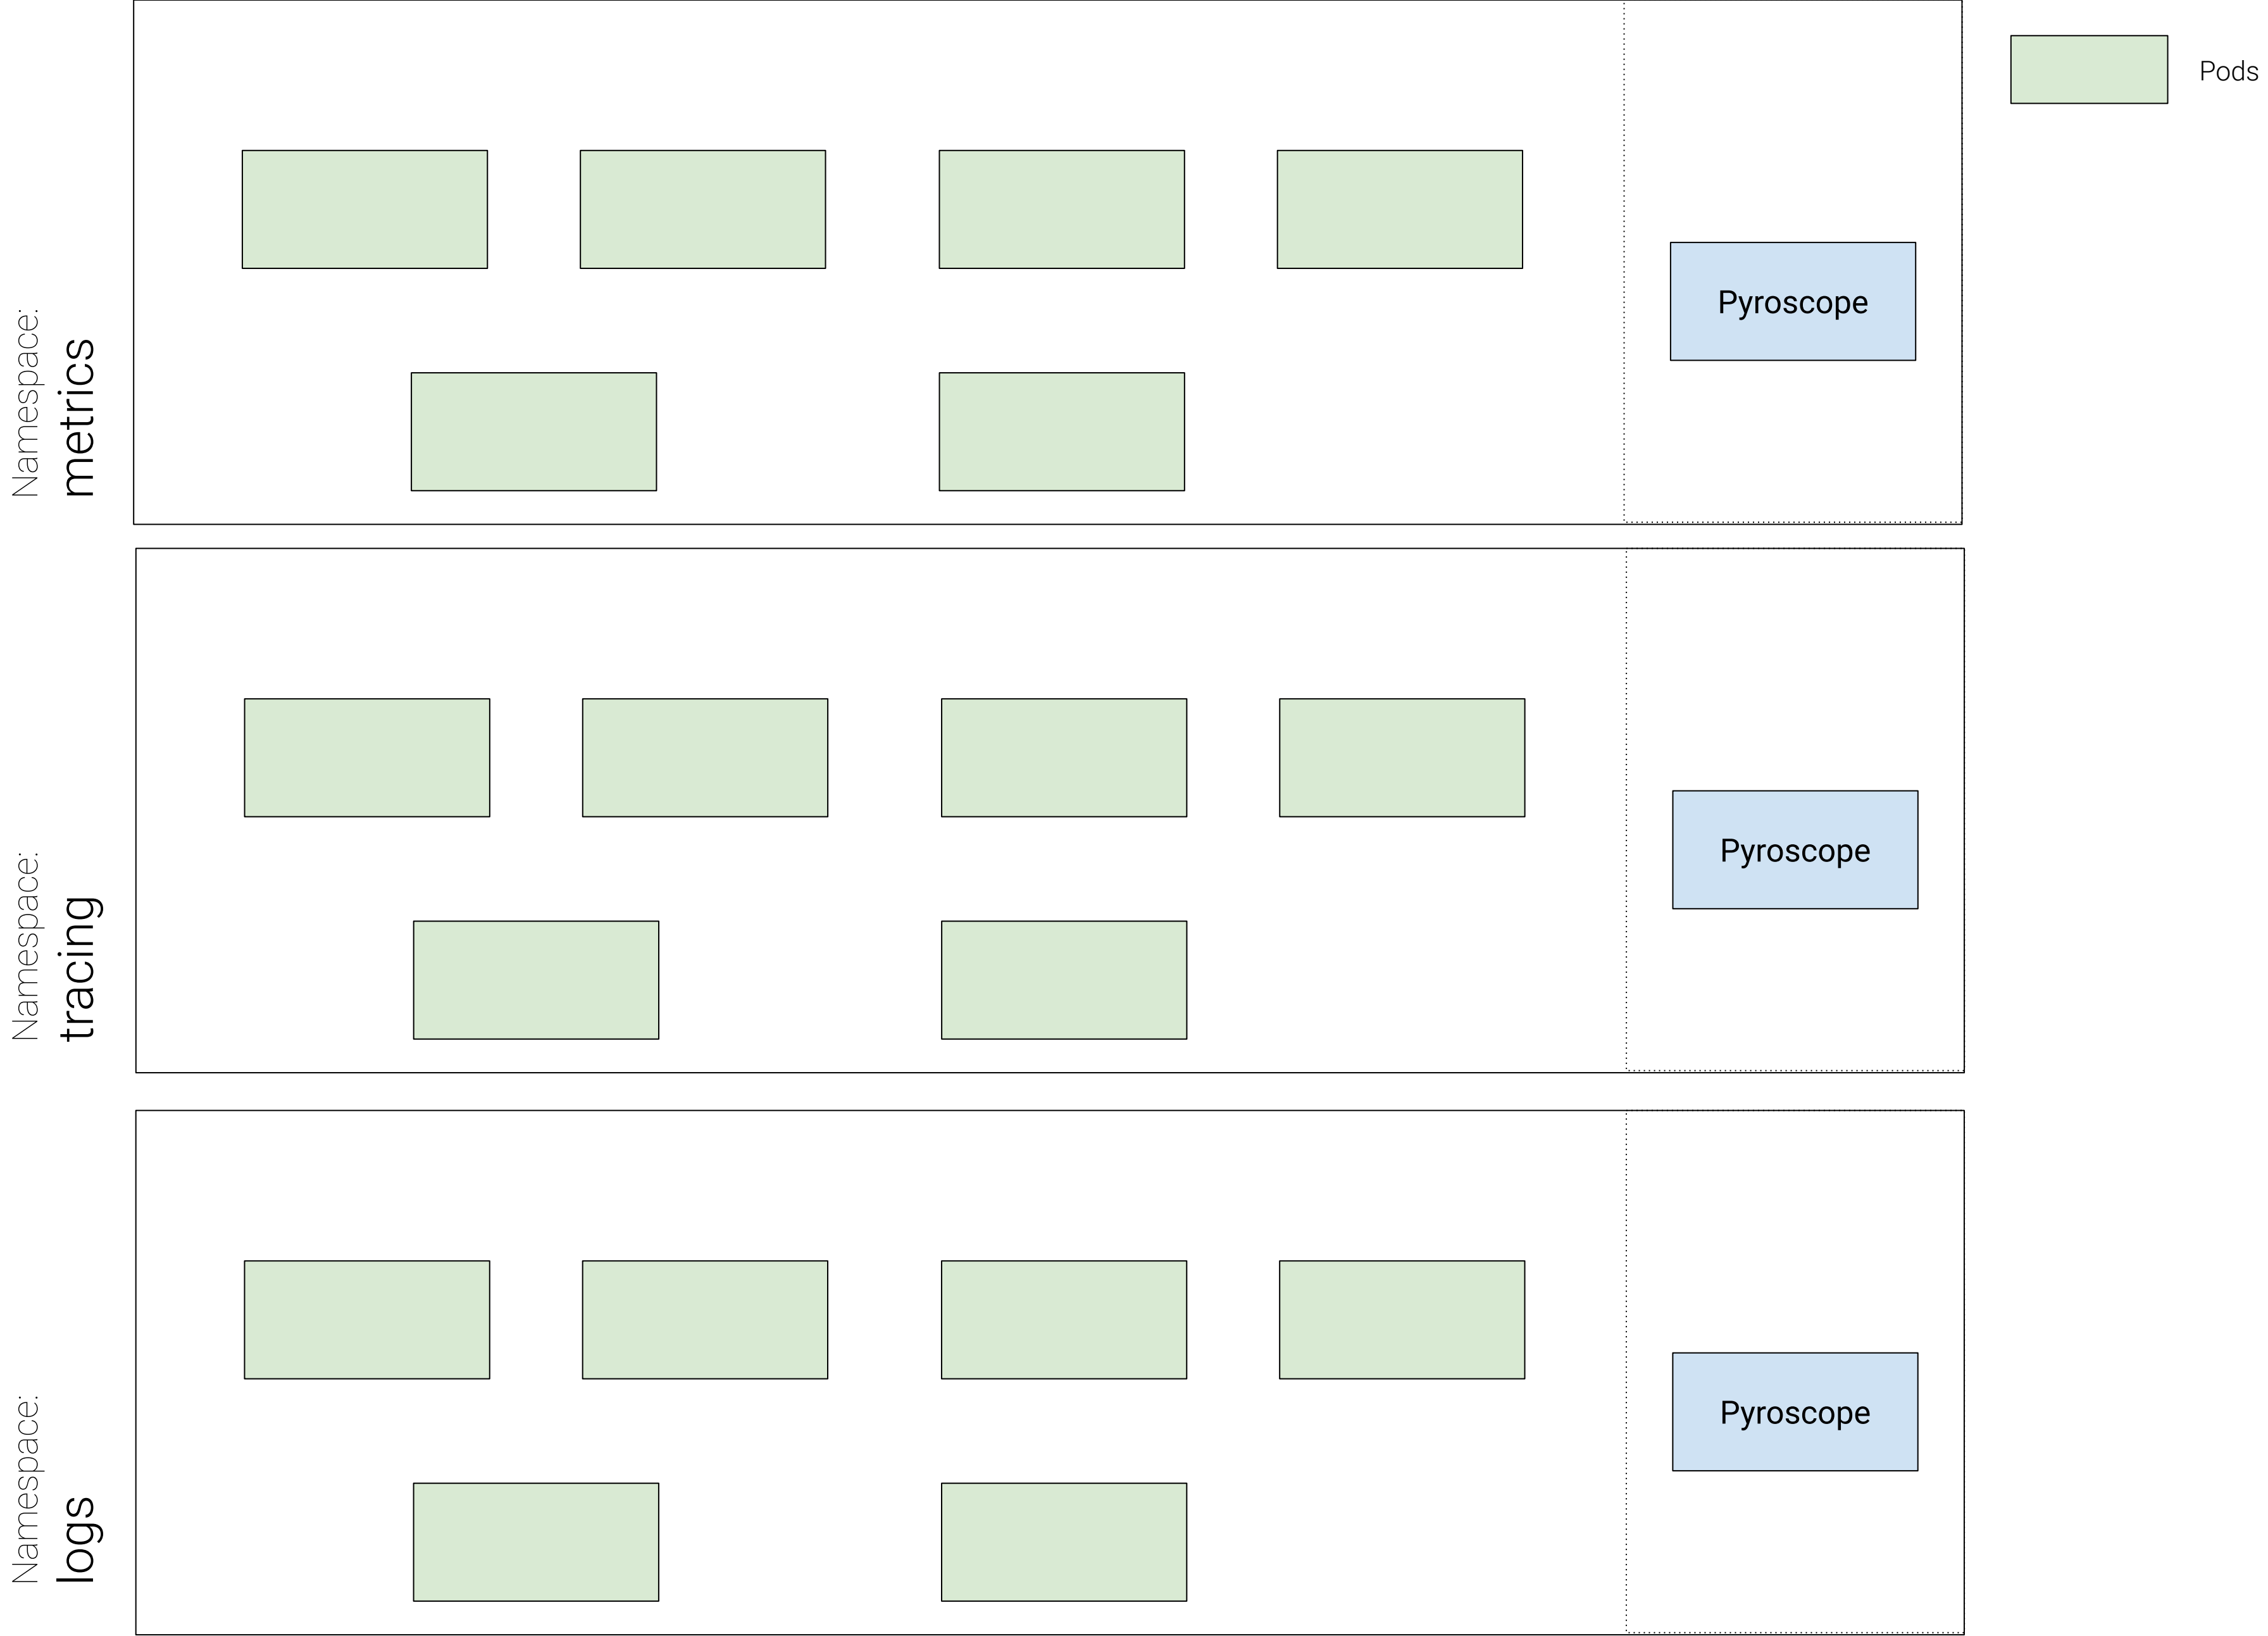 Pods
Namespace:
metrics
Pyroscope
Namespace:
tracing
Pyroscope
Namespace:
logs
Pyroscope